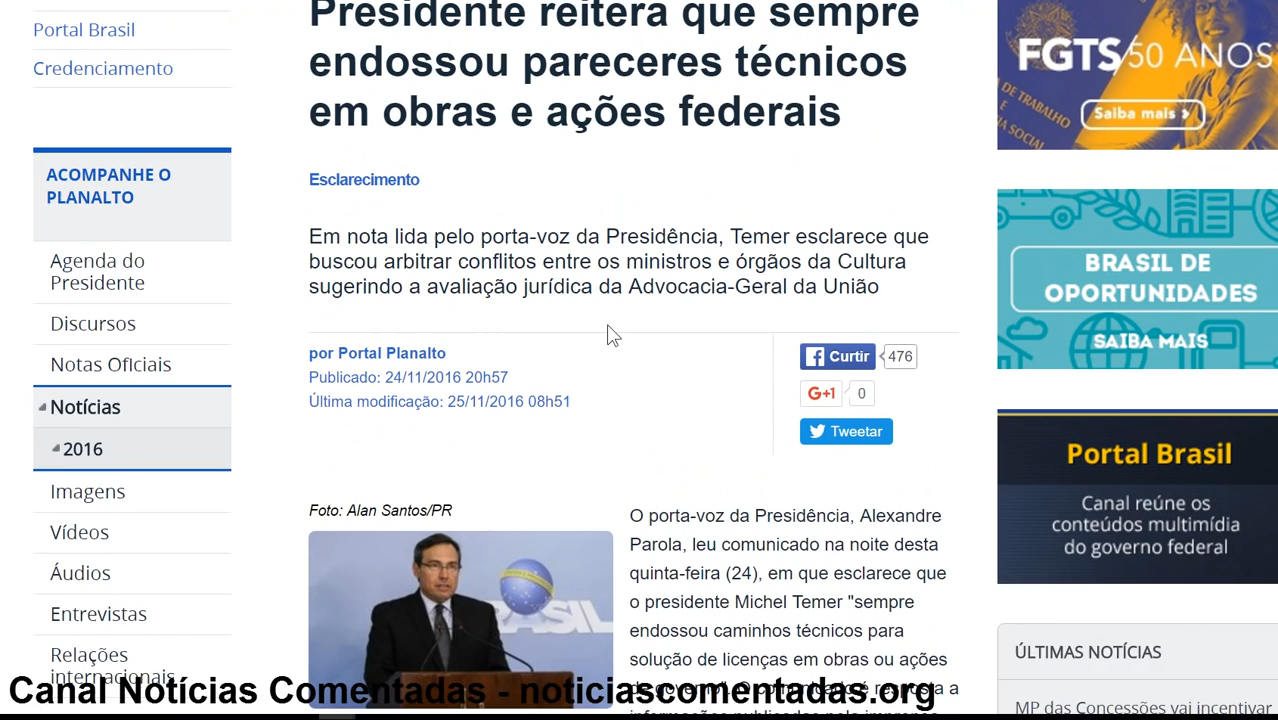 Portal Brasil
Credenciamento
ACOMPANHE O
PLANALTO
Agenda do
Presidente
Discursos
Notas Oficiais
Notícias
2016
Imagens
Vídeos
Áudios
Entrevistas
Relações
internacionais
Presidente reitera que sempre
endossou pareceres técnicos
em obras e ações federais
Esclarecimento
Em nota lida pelo porta-voz da Presidência, Temer esclarece que
buscou arbitrar conflitos entre os ministros e órgãos da Cultura
sugerindo a avaliação jurídica da Advocacia-Geral da União
por Portal Planalto
Publicado: 24/11/2016 20h57
Última modificação: 25/11/2016 08h51
Curtir 476
G+1 0
Tweetar
Foto: Alan Santos/PR
BRASIL
O porta-voz da Presidência, Alexandre
Parola, leu comunicado na noite desta
quinta-feira (24), em que esclarece que
o presidente Michel Temer "sempre
endossou caminhos técnicos para
solução de licenças em obras ou ações
FGTS/50 ANOS
Saiba mais
BRASIL DE
OPORTUNIDADES
SAIBA MAIS
Portal Brasil
Canal reúne os
conteúdos multimídia
do governo federal
ÚLTIMAS NOTÍCIAS
MP das Concessões vai incentivar
Canal Notícias Comentadas - noticiascomentadas.org